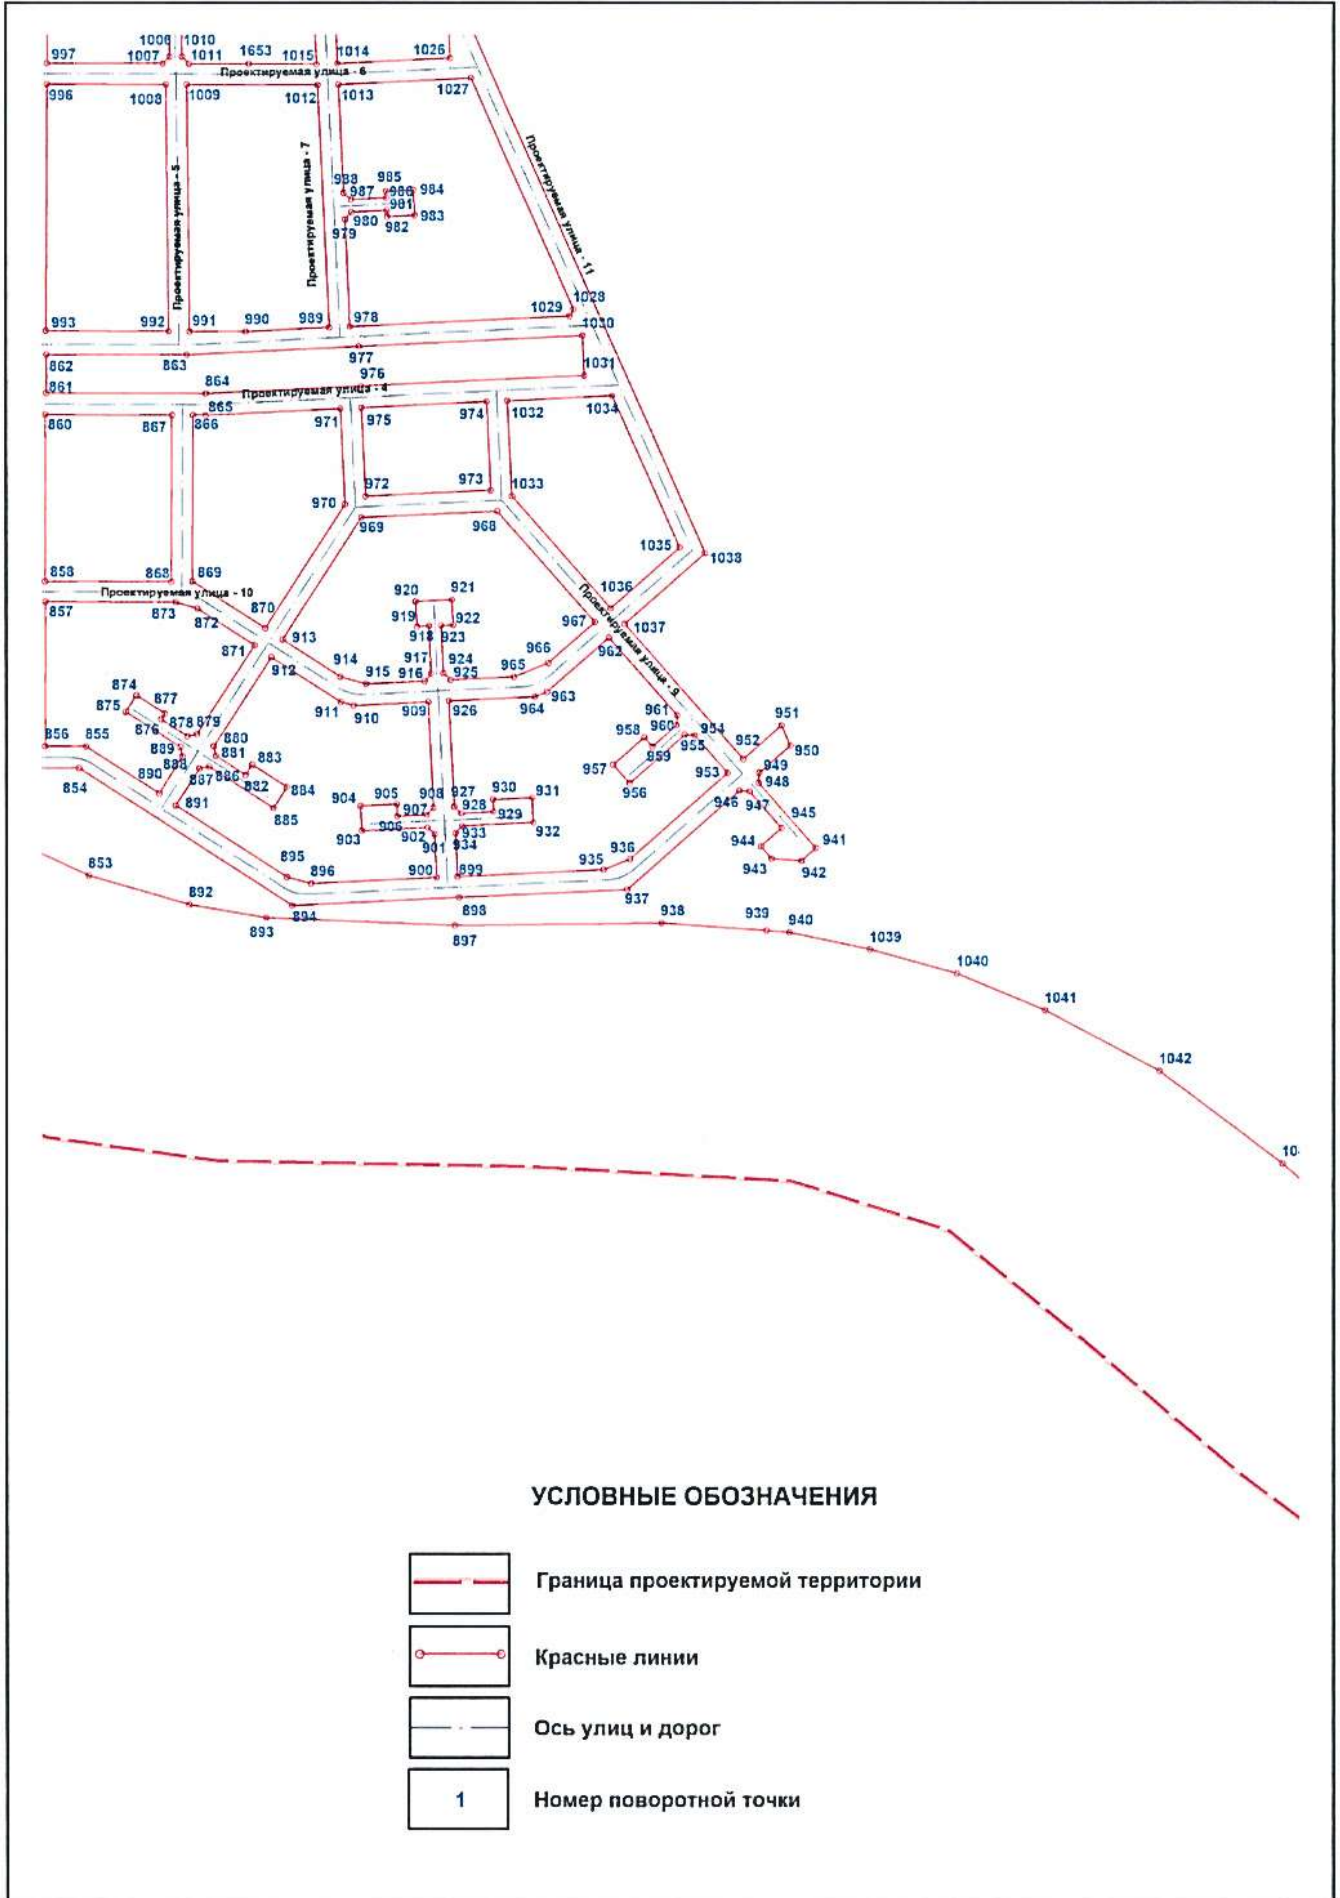 1006 1010
997 1007 1011 1653 1015 1014 1026
Проектируемая улица - 6
996 1008 1009 1012 1013 1027
Проектируемая улица - 5
Проектируемая улица - 7
Проектируемая улица - 11
988 987 985 986 984
981
979 980 982 983
993 992 991 990 989 978 1029 1028
1030
862 863 977
1031
861 864 976
Проектируемая улица - 4
860 867 865
866 971 975 974 1032 1034
972 973 1033
970 969 968
1035 1038
858 868 869
Проектируемая улица - 10
857 873 872 870
920 921
919 918 923 922
1036
967 1037
Проектируемая улица - 9
871 913
912
914 915 917 916 924 925 965 966 962
911 910 909 926 964 963
874 877
875 876 878 879
961
958 960 954 951
959 955 952 950
856 855 889 880
888 881 883
957 956 953 949
948
854 890 887 886 882 884
891 885
904 905 908 927 930 931
907 928 929
946 947 945
903 906 902 933 932
901 934
944 941
943 942
853 895 896 900 899 935 936
892 894 898 937
893 897 938 939 940
1039
1040
1041
1042
10
УСЛОВНЫЕ ОБОЗНАЧЕНИЯ
Граница проектируемой территории
Красные линии
Ось улиц и дорог
1 Номер поворотной точки